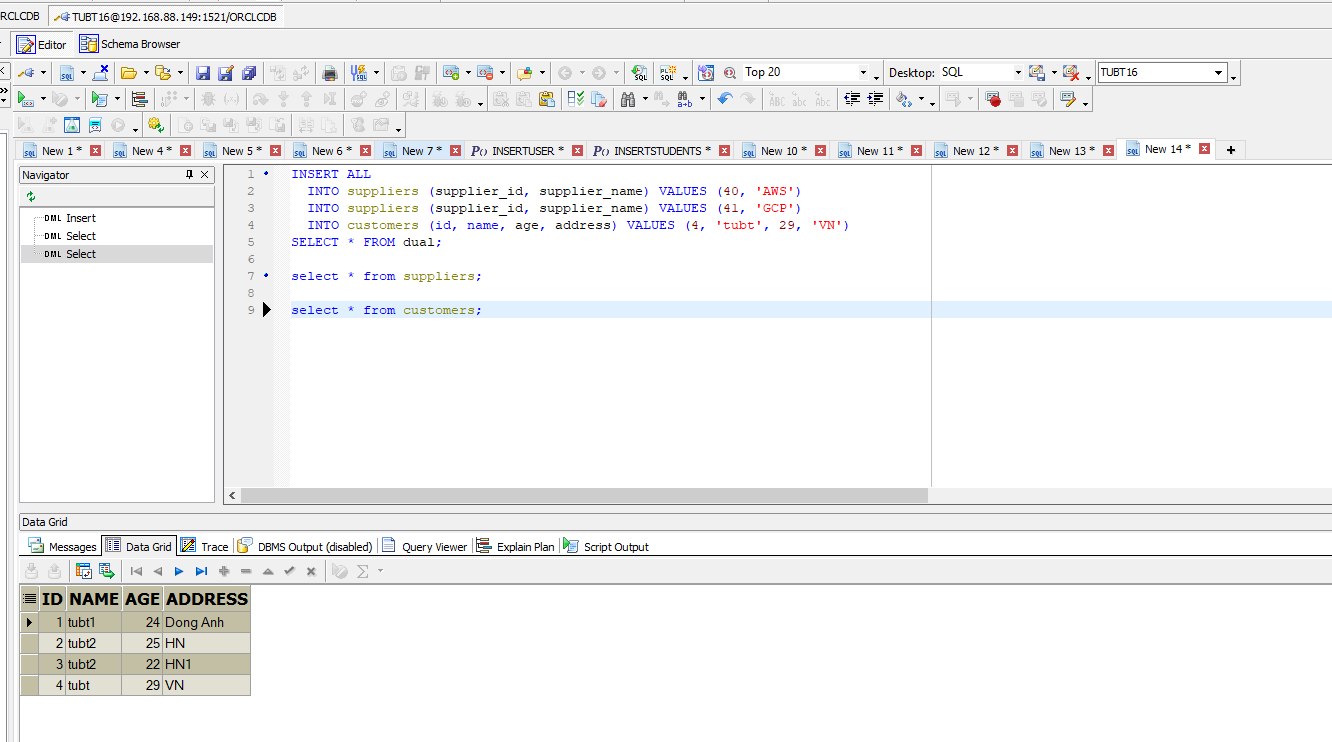 ORCLCDB
TUBT16@192.168.88.149:1521/ORCLCDB
Editor
Schema Browser
Top 20
Desktop: SQL
TUBT16
New 1 *
New 4 *
New 5 *
New 6 *
New 7 *
INSERTUSER *
INSERTSTUDENTS *
New 10 *
New 11 *
New 12 *
New 13 *
New 14 *
Navigator
DML Insert
DML Select
DML Select
1 INSERT ALL
2 INTO suppliers (supplier_id, supplier_name) VALUES (40, 'AWS')
3 INTO suppliers (supplier_id, supplier_name) VALUES (41, 'GCP')
4 INTO customers (id, name, age, address) VALUES (4, 'tubt', 29, 'VN')
5 SELECT * FROM dual;
6
7 select * from suppliers;
8
9 select * from customers;
Data Grid
Messages
Data Grid
Trace
DBMS Output (disabled)
Query Viewer
Explain Plan
Script Output
ID NAME AGE ADDRESS
1 tubt1 24 Dong Anh
2 tubt2 25 HN
3 tubt2 22 HN1
4 tubt 29 VN